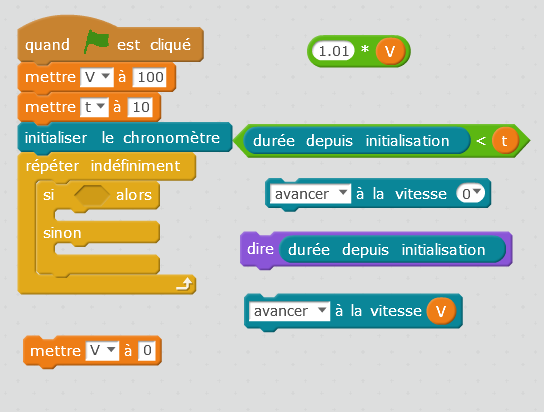 quand est cliqué
mettre V à 100
mettre t à 10
initialiser le chronomètre
répéter indéfiniment
si alors
sinon
mettre V à 0
1.01 * V
durée depuis initialisation < t
avancer à la vitesse 0
dire durée depuis initialisation
avancer à la vitesse V